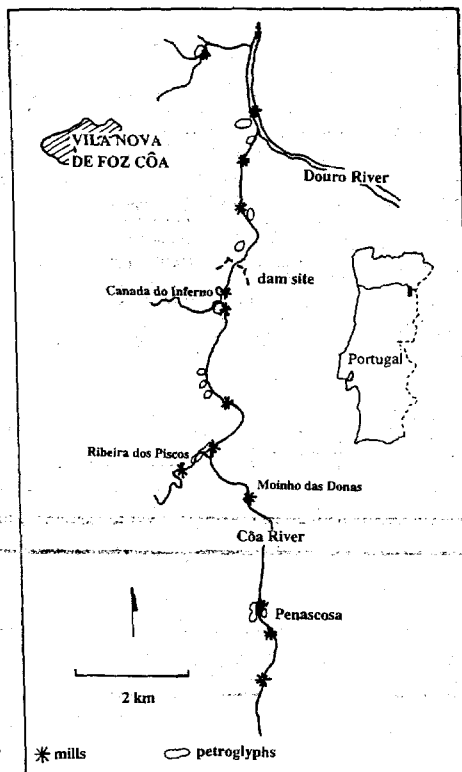 VILA NOVA
DE FOZ CÔA
Douro River
dam site
Canada do Inferno
Portugal
Ribeira dos Piscos
Moinho das Donas
Côa River
Penascosa
2 km
mills
petroglyphs